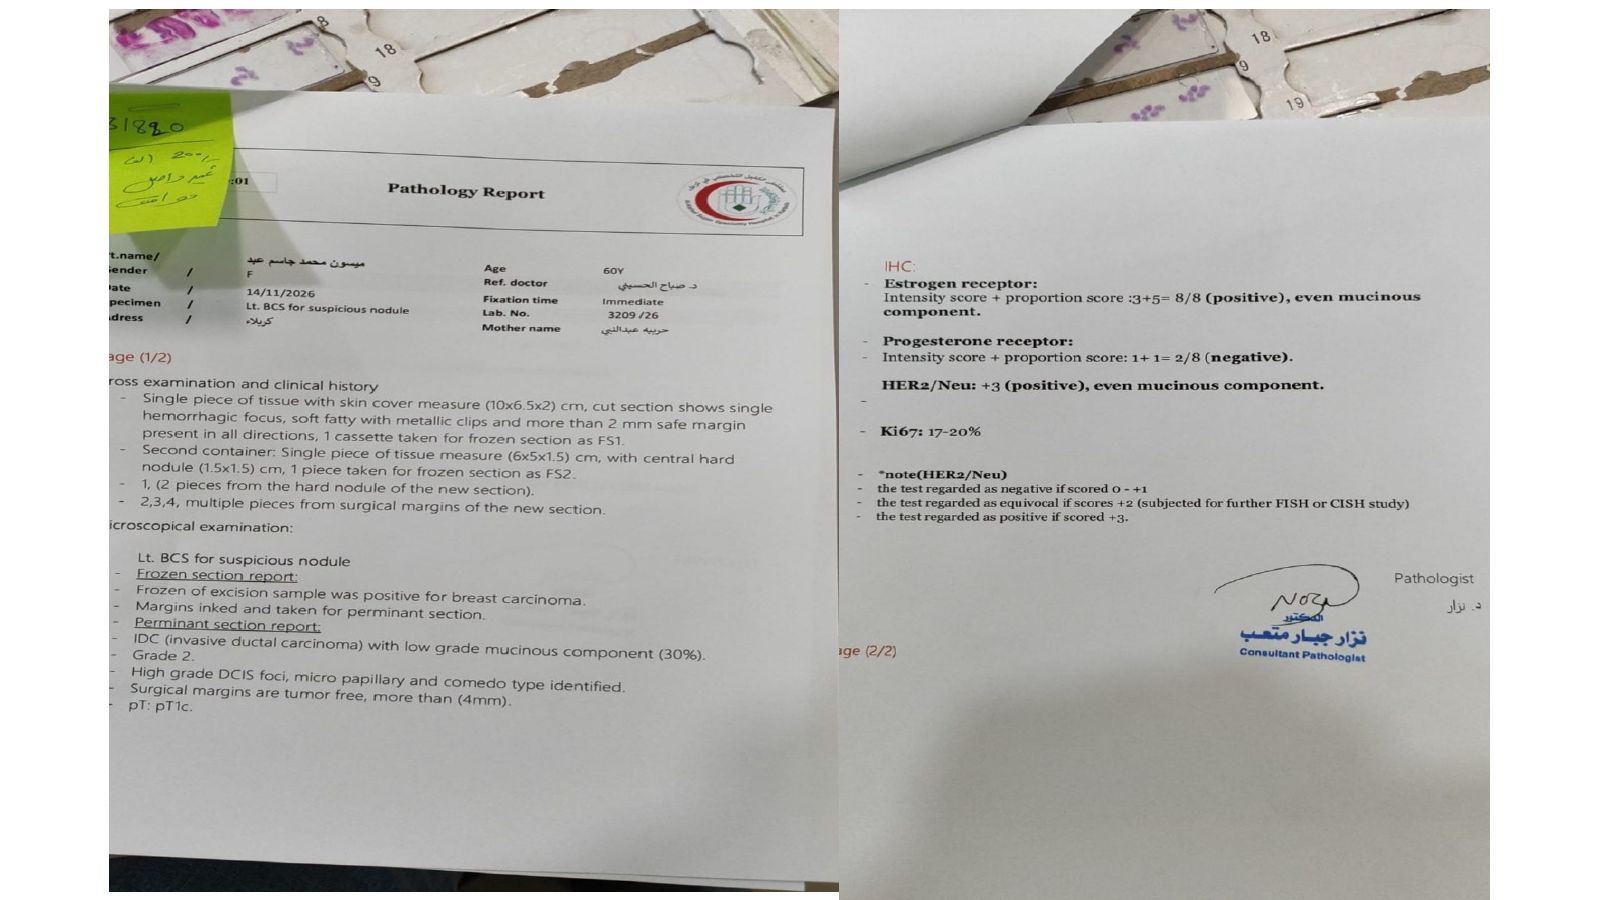 8
18
9
31880
200
:01
Pathology Report
t.name/
ميسون محمد جاسم عبد
Age
60Y
ender / F
Ref. doctor
د. صباح الحسيني
ate / 14/11/2026
Fixation time
Immediate
pecimen / Lt. BCS for suspicious nodule
Lab. No.
3209 /26
dress / كربلاء
Mother name
حربيه عبدالنبي
age (1/2)
ross examination and clinical history
- Single piece of tissue with skin cover measure (10x6.5x2) cm, cut section shows single
hemorrhagic focus, soft fatty with metallic clips and more than 2 mm safe margin
present in all directions, 1 cassette taken for frozen section as FS1.
- Second container: Single piece of tissue measure (6x5x1.5) cm, with central hard
nodule (1.5x1.5) cm, 1 piece taken for frozen section as FS2.
- 1, (2 pieces from the hard nodule of the new section).
- 2,3,4, multiple pieces from surgical margins of the new section.
icroscopical examination:
Lt. BCS for suspicious nodule
- Frozen section report:
- Frozen of excision sample was positive for breast carcinoma.
- Margins inked and taken for perminant section.
- Perminant section report:
- IDC (invasive ductal carcinoma) with low grade mucinous component (30%).
- Grade 2.
- High grade DCIS foci, micro papillary and comedo type identified.
- Surgical margins are tumor free, more than (4mm).
- pT: pT1c.
18
9
19
IHC:
- Estrogen receptor:
Intensity score + proportion score :3+5= 8/8 (positive), even mucinous
component.
- Progesterone receptor:
- Intensity score + proportion score: 1+ 1= 2/8 (negative).
HER2/Neu: +3 (positive), even mucinous component.
-
- Ki67: 17-20%
- *note(HER2/Neu)
- the test regarded as negative if scored 0 - +1
- the test regarded as equivocal if scores +2 (subjected for further FISH or CISH study)
- the test regarded as positive if scored +3.
Pathologist
د. نزار
الدكتور
نزار جبار متعب
Consultant Pathologist
age (2/2)